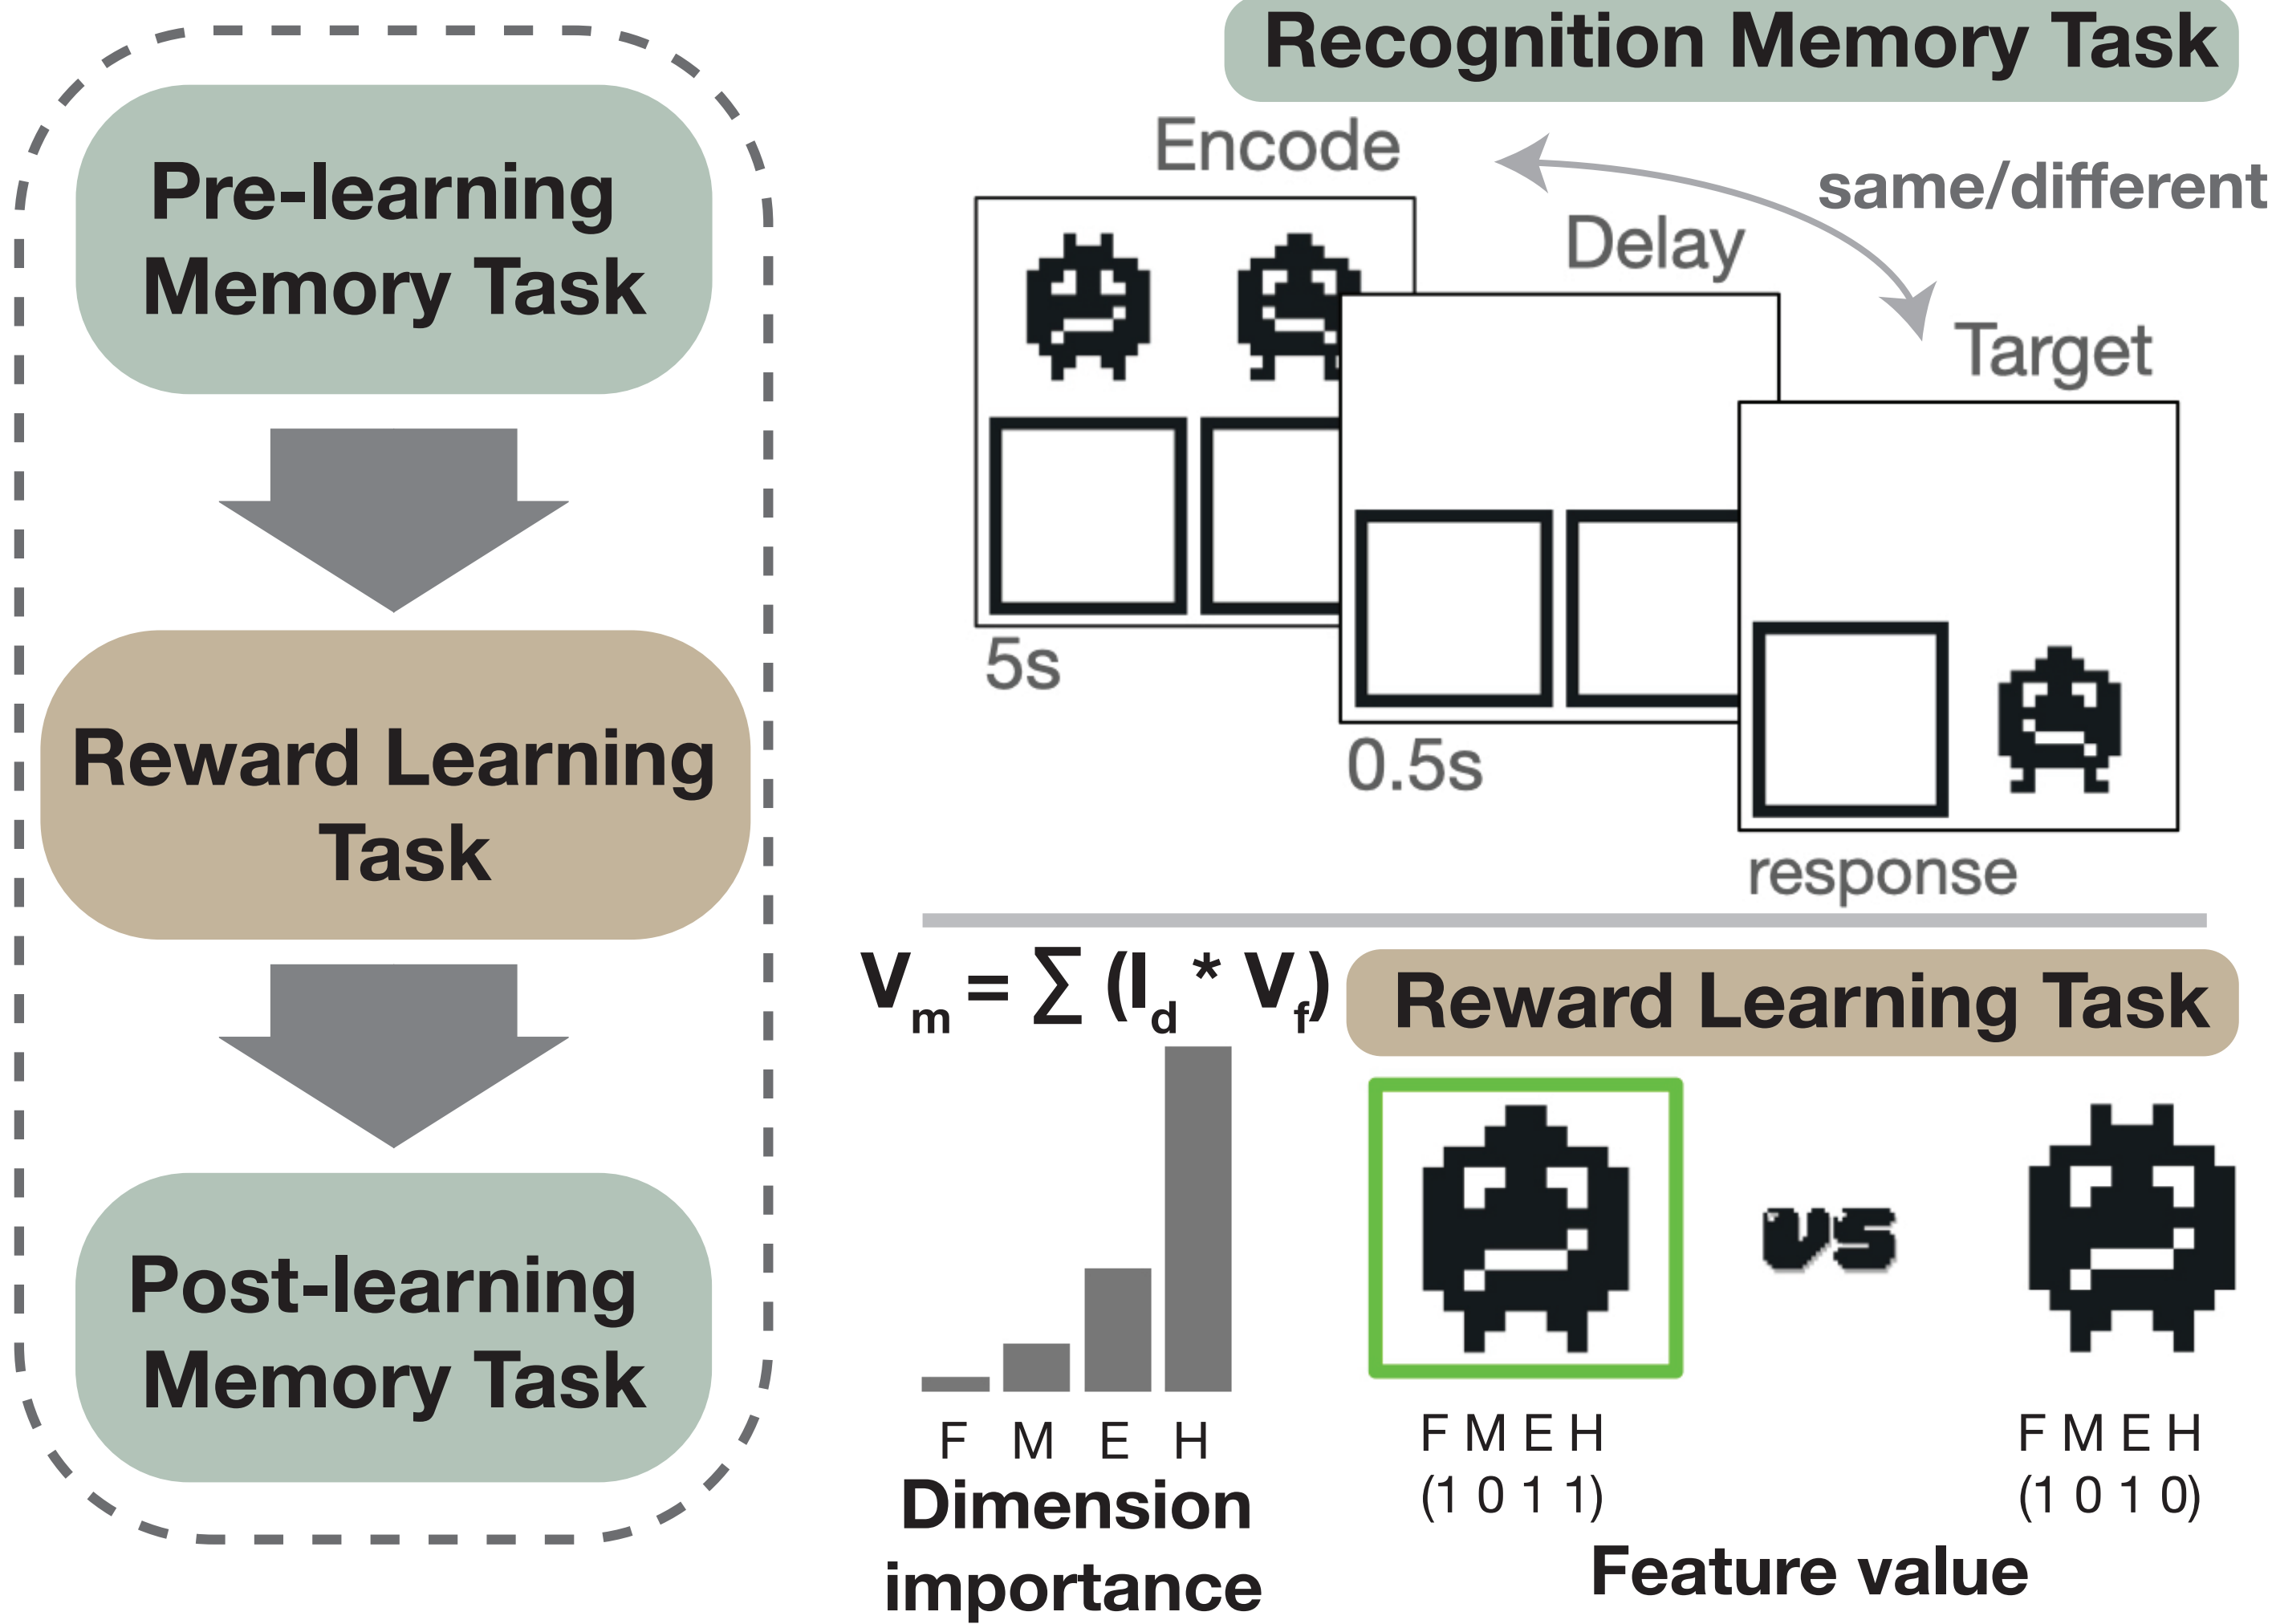 Pre-learning
Memory Task
Reward Learning
Task
Post-learning
Memory Task
Recognition Memory Task
Encode
same/different
Delay
Target
5s
0.5s
response
Vm = ∑ (Id * Vf)
Reward Learning Task
vs
F M E H
Dimension
importance
F M E H
(1 0 1 1)
F M E H
(1 0 1 0)
Feature value